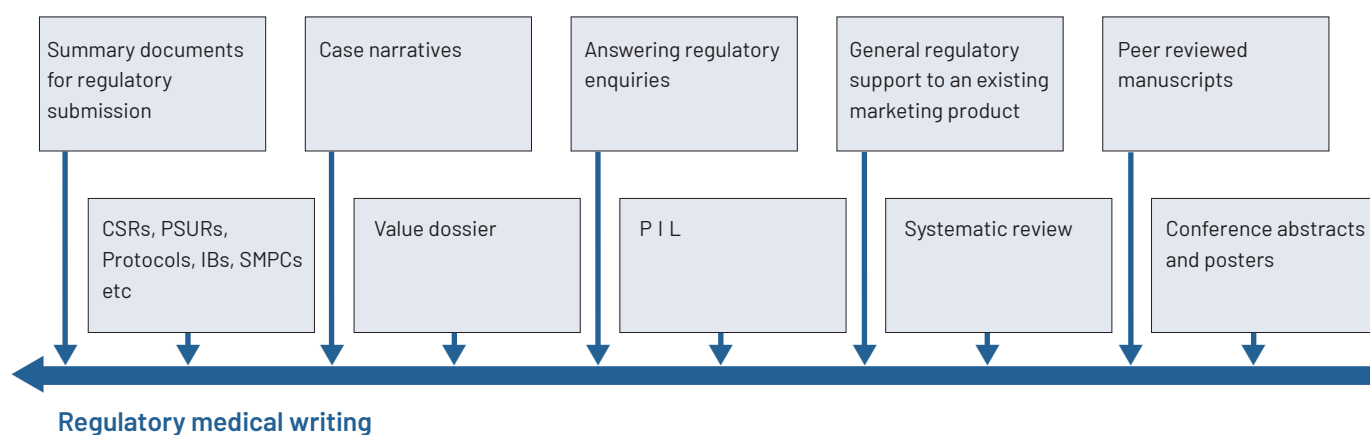 Summary documents
for regulatory
submission
Case narratives
Answering regulatory
enquiries
General regulatory
support to an existing
marketing product
Peer reviewed
manuscripts
CSRs, PSURs,
Protocols, IBs, SMPCs
etc
Value dossier
P I L
Systematic review
Conference abstracts
and posters
Regulatory medical writing